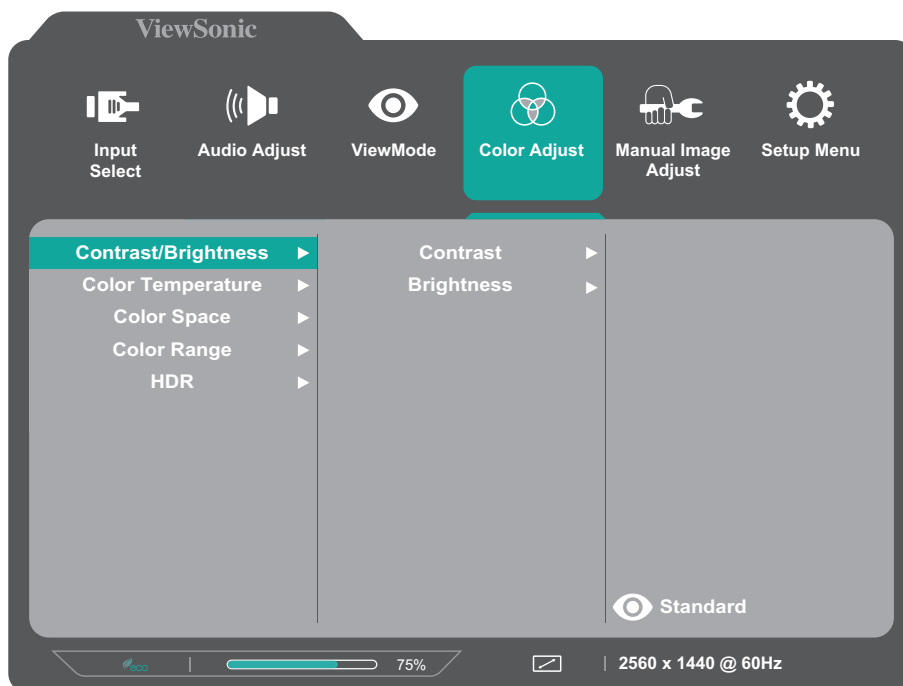 ViewSonic
Input Select
Audio Adjust
ViewMode
Color Adjust
Manual Image Adjust
Setup Menu
Contrast/Brightness
Contrast
Color Temperature
Brightness
Color Space
Color Range
HDR
Standard
eco
75%
2560 x 1440 @ 60Hz